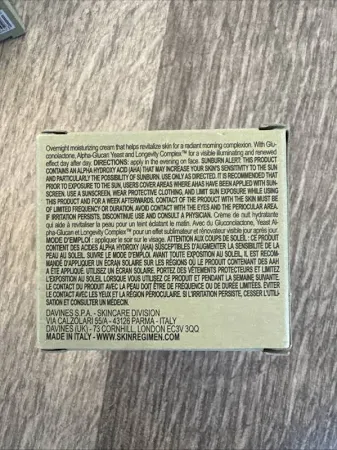 Overnight moisturizing cream that helps revitalize skin for a radiant morning complexion. With Glu-
conolactone, Alpha-Glucan Yeast and Longevity Complex™ for a visible illuminating and renewed
effect day after day. DIRECTIONS: apply in the evening on face. SUNBURN ALERT: THIS PRODUCT
CONTAINS AN ALPHA HYDROXY ACID (AHA) THAT MAY INCREASE YOUR SKIN'S SENSITIVITY TO THE SUN
AND PARTICULARLY THE POSSIBILITY OF SUNBURN. USE ONLY AS DIRECTED. IT IS RECOMMENDED THAT
PRIOR TO EXPOSURE TO THE SUN, USERS COVER AREAS WHERE AHAS HAVE BEEN APPLIED WITH SUN-
SCREEN. USE A SUNSCREEN, WEAR PROTECTIVE CLOTHING, AND LIMIT SUN EXPOSURE WHILE USING
THIS PRODUCT AND FOR A WEEK AFTERWARDS. CONTACT OF THE PRODUCT WITH THE SKIN MUST BE
OF LIMITED FREQUENCY OR DURATION. AVOID CONTACT WITH THE EYES AND THE PERIOCULAR AREA.
IF IRRITATION PERSISTS, DISCONTINUE USE AND CONSULT A PHYSICIAN. Crème de nuit hydratante
qui aide à revitaliser la peau pour un teint éclatant le matin. Avec du Gluconolactone, Yeast Al-
pha-Glucan et Longevity Complex™ pour un effet sublimateur et rénovateur visible jour après jour.
MODE D'EMPLOI : appliquer le soir sur le visage. ATTENTION AUX COUPS DE SOLEIL : CE PRODUIT
CONTIENT DES ACIDES ALPHA HYDROXY (AHA) SUSCEPTIBLES D'AUGMENTER LA SENSIBILITÉ DE LA
PEAU AU SOLEIL. SUIVRE LE MODE D'EMPLOI AVANT TOUTE EXPOSITION AU SOLEIL, IL EST RECOM-
MANDÉ D'APPLIQUER UN ÉCRAN SOLAIRE SUR LES RÉGIONS OÙ LE PRODUIT CONTENANT DES AAH
A ÉTÉ APPLIQUÉ. UTILISEZ UN ÉCRAN SOLAIRE, PORTEZ DES VÊTEMENTS PROTECTEURS ET LIMITEZ
L'EXPOSITION AU SOLEIL LORSQUE VOUS UTILISEZ CE PRODUIT ET PENDANT LA SEMAINE SUIVANTE.
LE CONTACT DU PRODUIT AVEC LA PEAU DOIT ÊTRE DE FRÉQUENCE OU DE DURÉE LIMITÉES. ÉVITER
LE CONTACT AVEC LES YEUX ET LA RÉGION PÉRIOCULAIRE. SI L'IRRITATION PERSISTE, CESSER L'UTILI-
SATION ET CONSULTER UN MÉDECIN.
DAVINES S.P.A. - SKINCARE DIVISION
VIA CALZOLARI 5/A - 43126 PARMA - ITALY
DAVINES (UK) - 73 CORNHILL, LONDON EC3V 3QQ
MADE IN ITALY - WWW.SKINREGIMEN.COM